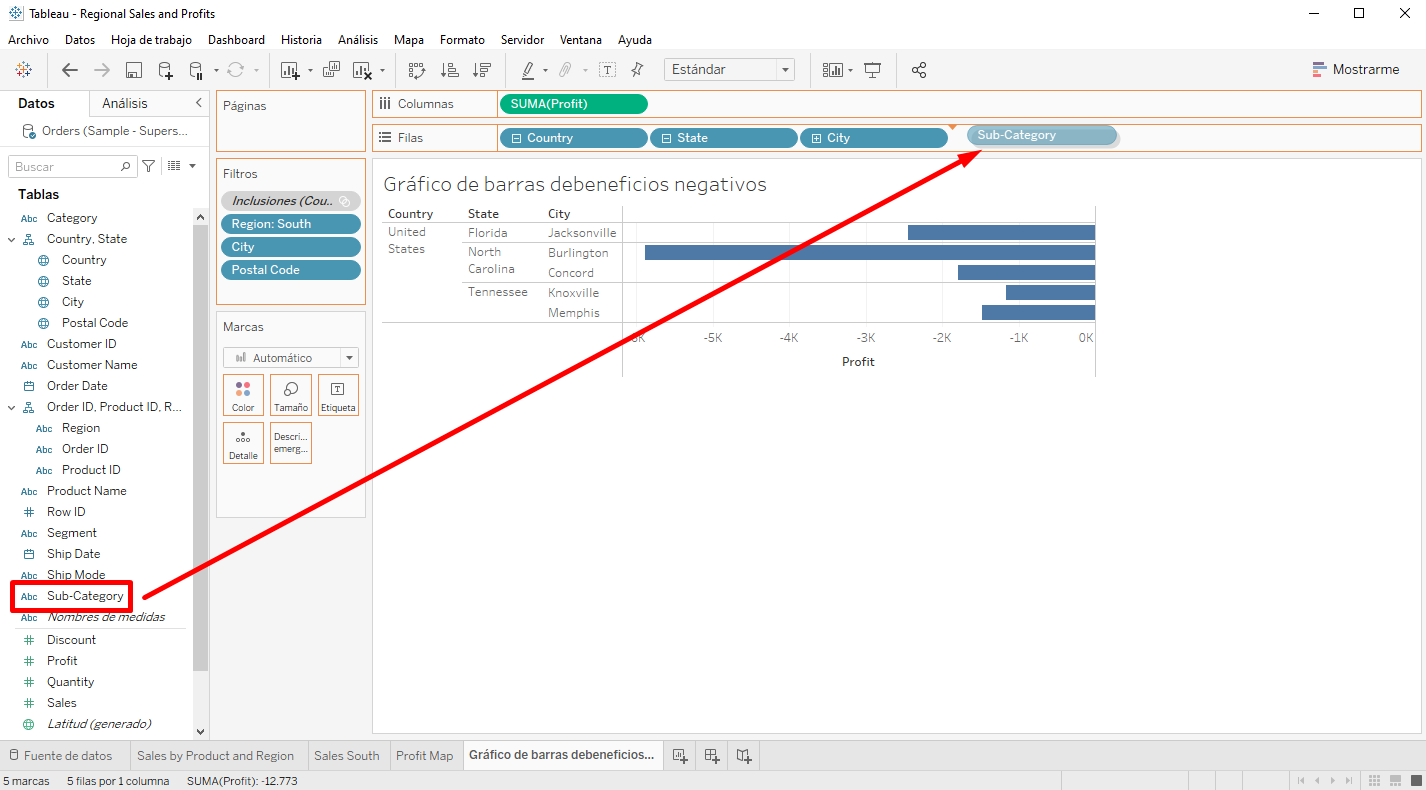 Tableau - Regional Sales and Profits
Archivo Datos Hoja de trabajo Dashboard Historia Análisis Mapa Formato Servidor Ventana Ayuda
Estándar
Mostrarme
Datos Análisis
Orders (Sample - Supers...
Buscar
Tablas
Abc Category
Country, State
Country
State
City
Postal Code
Abc Customer ID
Abc Customer Name
Order Date
Order ID, Product ID, R...
Abc Region
Abc Order ID
Abc Product ID
Abc Product Name
Row ID
Abc Segment
Ship Date
Abc Ship Mode
Abc Sub-Category
Abc Nombres de medidas
Discount
Profit
Quantity
Sales
Latitud (generado)
Páginas
Filtros
Inclusiones (Cou..
Region: South
City
Postal Code
Marcas
Automático
Color
Tamaño
Etiqueta
Detalle
Descri...
emerg...
Columnas SUMA(Profit)
Filas Country State City Sub-Category
Gráfico de barras debeneficios negativos
Country State City
United States
Florida Jacksonville
North Carolina Burlington
Concord
Tennessee Knoxville
Memphis
-5K -4K -3K -2K -1K 0K
Profit
Fuente de datos Sales by Product and Region Sales South Profit Map Gráfico de barras debeneficios...
5 marcas 5 filas por 1 columna SUMA(Profit): -12.773